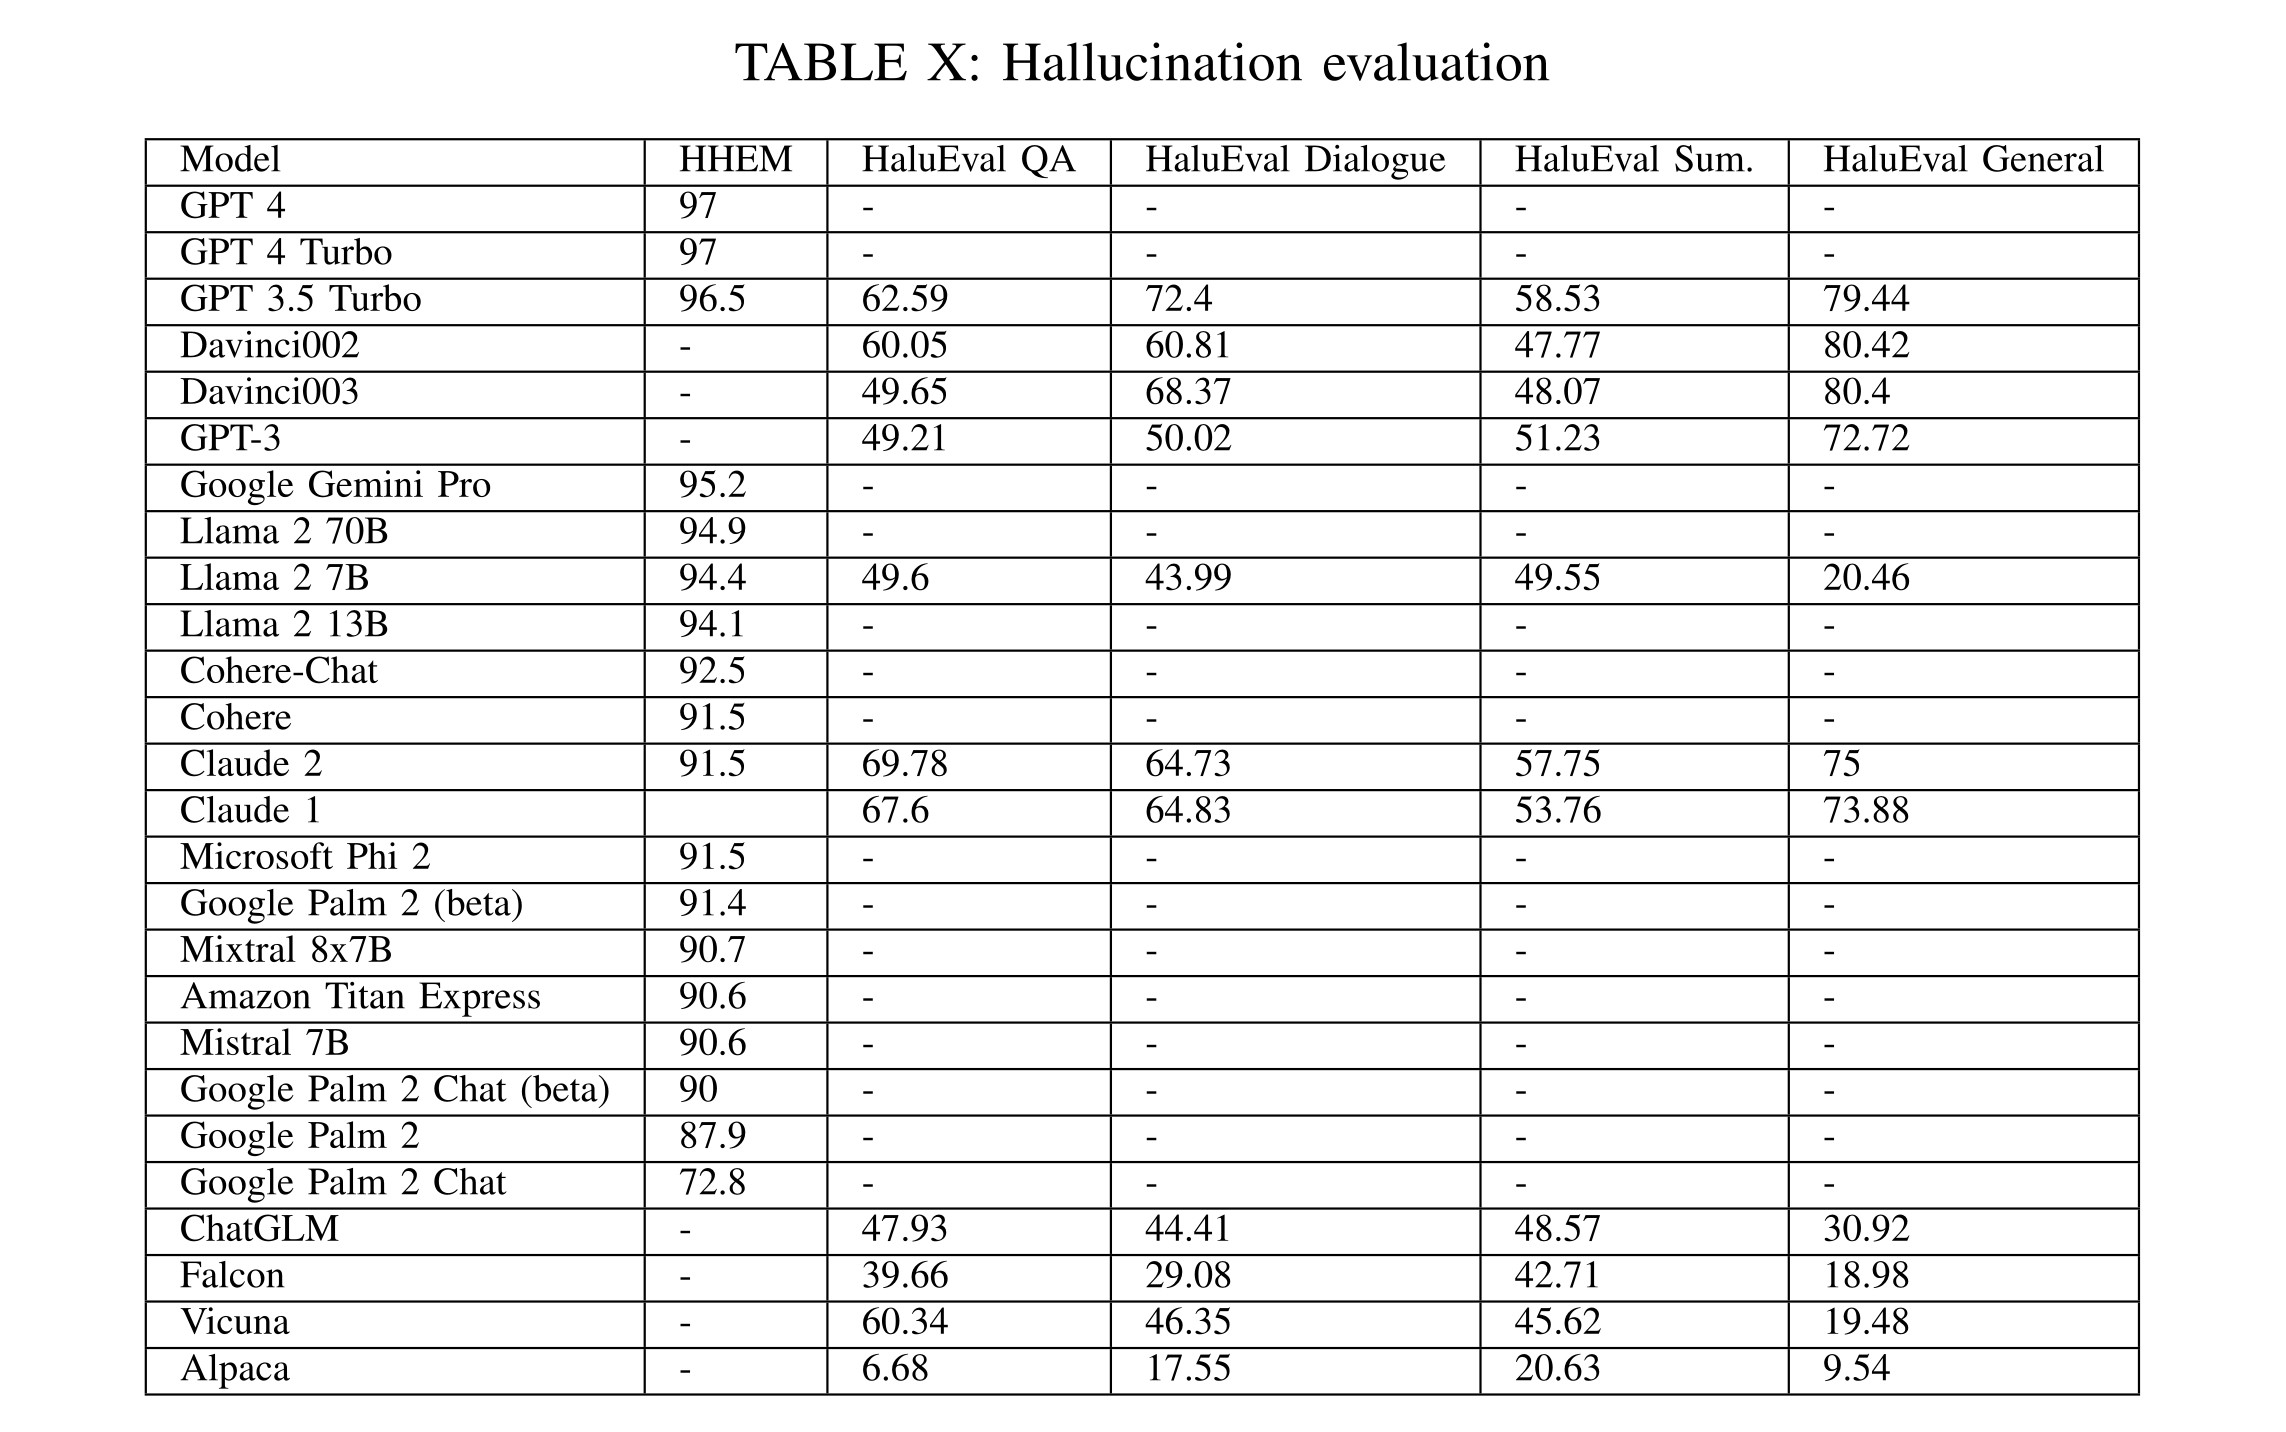 TABLE X: Hallucination evaluation
Model HHEM HaluEval QA HaluEval Dialogue HaluEval Sum. HaluEval General
GPT 4 97 - - - -
GPT 4 Turbo 97 - - - -
GPT 3.5 Turbo 96.5 62.59 72.4 58.53 79.44
Davinci002 - 60.05 60.81 47.77 80.42
Davinci003 - 49.65 68.37 48.07 80.4
GPT-3 - 49.21 50.02 51.23 72.72
Google Gemini Pro 95.2 - - - -
Llama 2 70B 94.9 - - - -
Llama 2 7B 94.4 49.6 43.99 49.55 20.46
Llama 2 13B 94.1 - - - -
Cohere-Chat 92.5 - - - -
Cohere 91.5 - - - -
Claude 2 91.5 69.78 64.73 57.75 75
Claude 1 67.6 64.83 53.76 73.88
Microsoft Phi 2 91.5 - - - -
Google Palm 2 (beta) 91.4 - - - -
Mixtral 8x7B 90.7 - - - -
Amazon Titan Express 90.6 - - - -
Mistral 7B 90.6 - - - -
Google Palm 2 Chat (beta) 90 - - - -
Google Palm 2 87.9 - - - -
Google Palm 2 Chat 72.8 - - - -
ChatGLM - 47.93 44.41 48.57 30.92
Falcon - 39.66 29.08 42.71 18.98
Vicuna - 60.34 46.35 45.62 19.48
Alpaca - 6.68 17.55 20.63 9.54